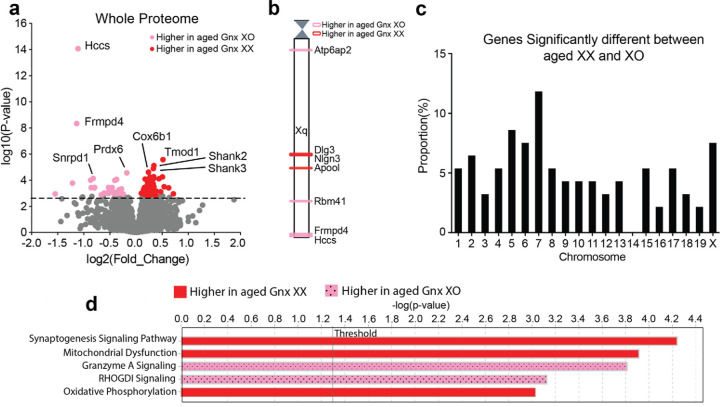 a
Whole Proteome
Higher in aged Gnx XO
Higher in aged Gnx XX
16
14
12
10
8
6
4
2
0
log10(P-value)
Hccs
Frmpd4
Cox6b1
Prdx6
Tmod1
Snrpd1
Shank2
Shank3
-2.0 -1.5 -1.0 -0.5 0.0 0.5 1.0 1.5 2.0
log2(Fold_Change)
b
Higher in aged Gnx XO
Higher in aged Gnx XX
Atp6ap2
Xq
Dlg3
Nlgn3
Apool
Rbm41
Frmpd4
Hccs
c
Genes Significantly different between
aged XX and XO
15
10
5
0
Proportion(%)
1 2 3 4 5 6 7 8 9 10 11 12 13 14 15 16 17 18 19 X
Chromosome
d
Higher in aged Gnx XX
Higher in aged Gnx XO
-log(p-value)
0.0 0.2 0.4 0.6 0.8 1.0 1.2 1.4 1.6 1.8 2.0 2.2 2.4 2.6 2.8 3.0 3.2 3.4 3.6 3.8 4.0 4.2 4.4
Threshold
Synaptogenesis Signaling Pathway
Mitochondrial Dysfunction
Granzyme A Signaling
RHOGDI Signaling
Oxidative Phosphorylation